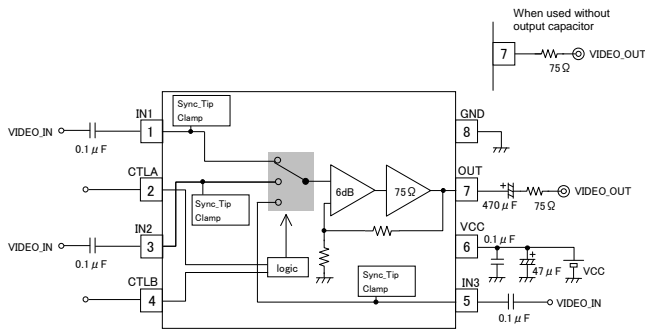 When used without
output capacitor
7
VIDEO_OUT
75Ω
VIDEO_IN
0.1μF
IN1
1
Sync_Tip
Clamp
GND
8
CTLA
2
Sync_Tip
Clamp
6dB
75Ω
OUT
7
470μF
75Ω
VIDEO_OUT
VIDEO_IN
0.1μF
IN2
3
logic
VCC
6
0.1μF
47μF
VCC
CTLB
4
Sync_Tip
Clamp
IN3
5
0.1μF
VIDEO_IN